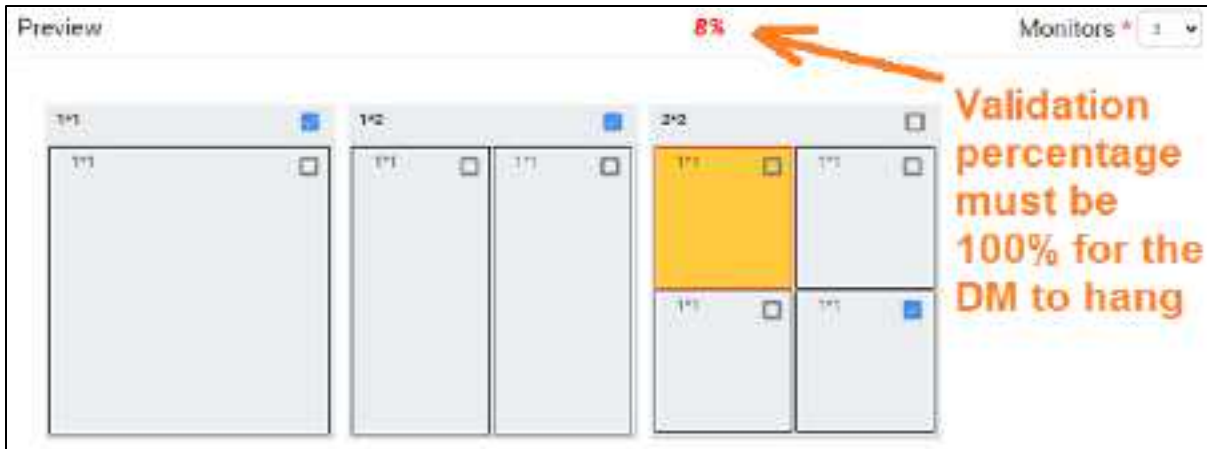 Preview
8%
Monitors * 3
1*1
1*2
2*2
1*1
1*1
1*1
1*1
1*1
1*1
1*1
Validation
percentage
must be
100% for the
DM to hang